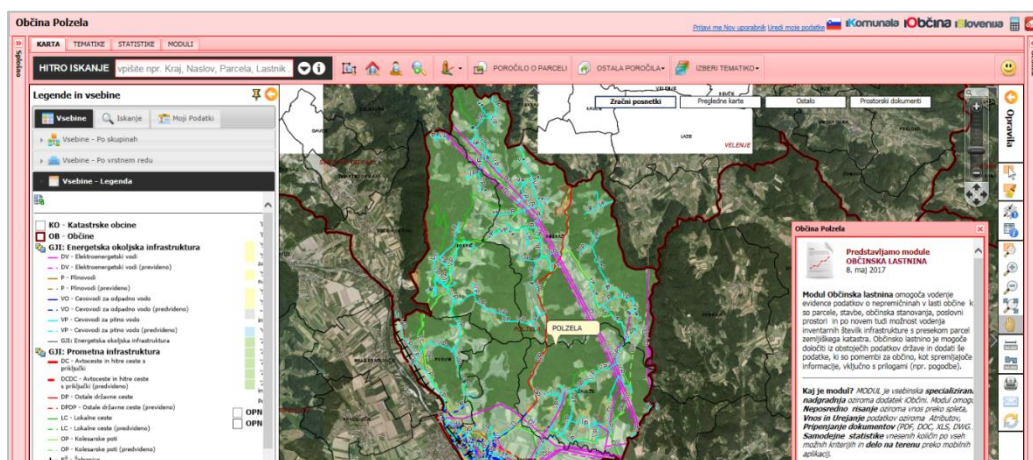 Občina Polzela
Prijavi me Nov uporabnik Uredi moje podatke
iKomunala iObčina iSlovenija
Splošno
KARTA TEMATIKE STATISTIKE MODULI
HITRO ISKANJE vpišite npr. Kraj, Naslov, Parcela, Lastnik
POROČILO O PARCELI
OSTALA POROČILA
IZBERI TEMATIKO
Legende in vsebine
Vsebine Iskanje Moji Podatki
Vsebine - Po skupinah
Vsebine - Po vrstnem redu
Vsebine - Legenda
KO - Katastrske občine
OB - Občine
GJI: Energetska okoljska infrastruktura
DV - Elektroenergetski vodi
DV - Elektroenergetski vodi (prevideno)
P - Plinovodi
P - Plinovodi (prevideno)
VO - Cevovodi za odpadno vodo
VO - Cevovodi za odpadno vodo (predvideno)
VP - Cevovodi za pitno vodo
VP - Cevovodi za pitno vodo (predvideno)
GJI: Energetska okoljska infrastruktura
GJI: Prometna infrastruktura
DC - Avtoceste in hitre ceste s
priključki
DCDC - Avtoceste in hitre ceste
s priključki (predvideno)
DP - Ostale državne ceste
DPDP - Ostale državne ceste (prevideno)
LC - Lokalne ceste
LC - Lokalne ceste (previdno)
OP - Kolesarske poti
OP - Kolesarske poti (predvideno)
OPN
OPN
Zračni posnetki
Pregledne karte
Ostalo
Prostorski dokumenti
VELENJE
POLZELA
Opravila
Občina Polzela
Predstavljamo module
OBČINSKA LASTNINA
8. maj 2017
Modul Občinska lastnina omogoča vodenje
evidence podatkov o nepremičninah v lasti občine k
so parcele, stavbe, občinska stanovanja, poslovni
prostori in po novem tudi možnost vodenja
inventarnih številk infrastrukture s presekom parcel
zemljiškega katastra. Občinsko lastnino je mogoče
določiti iz obstoječih podatkov države in dodati še
podatke, ki so pomembni za občino, kot spremljajoče
informacije, vključno s prilogami (npr. pogodbe).
Kaj je modul? MODUL je vsebinska specializirana
nadgradnja oziroma dodatek iObčini. Modul omogo
Neposredno risanje oziroma vnos preko spleta,
Vnos in Urejanje podatkov oziroma Atributov,
Pripenjanje dokumentov (PDF, DOC, XLS, DWG
Samodejne statistike vnesenih količin po vseh
možnih kriterijih in delo na terenu preko mobilnih
aplikacij.